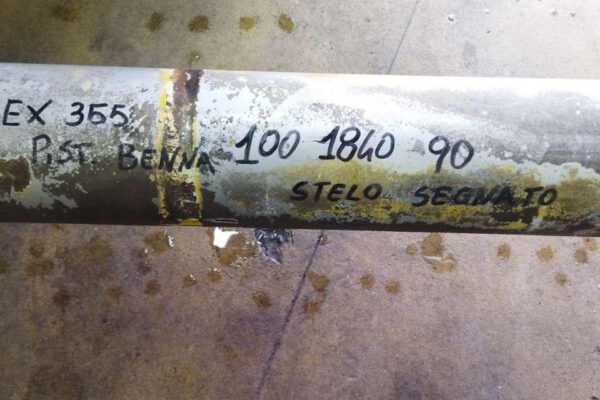 EX 355
P,ST. BENNA 100 1840 90
STELO SEGNATO